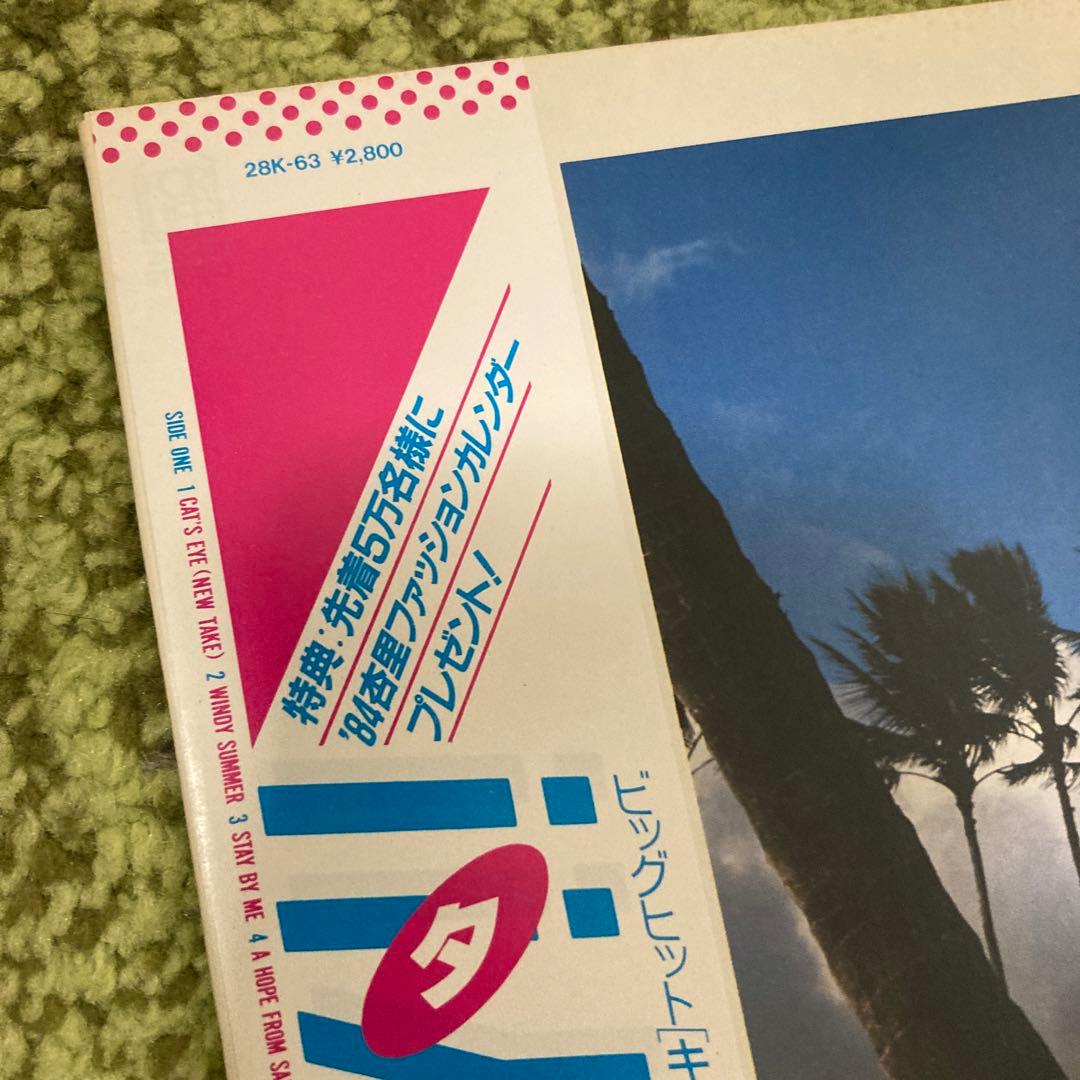 28K-63 ¥2,800
特典:先着5万名様に
'84杏里ファッションカレンダー
プレゼント!
SIDE ONE 1 CAT'S EYE (NEW TAKE) 2 WINDY SUMMER 3 STAY BY ME 4 A HOPE FROM SA
!!
ビッグヒット[キ